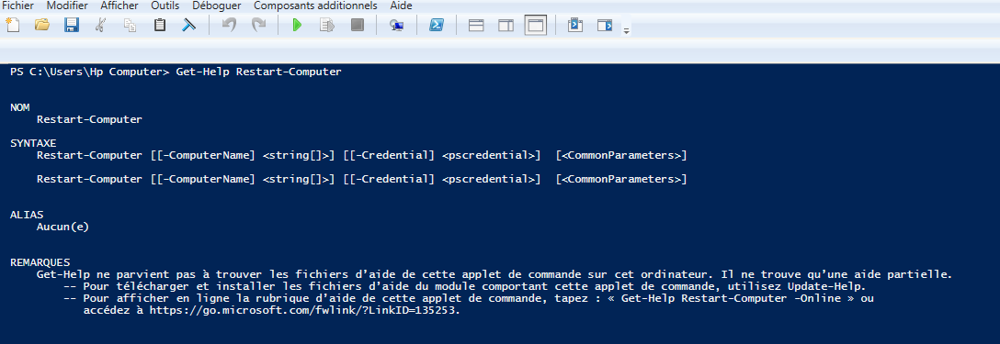 Fichier Modifier Afficher Outils Déboguer Composants additionnels Aide
PS C:\Users\Hp Computer> Get-Help Restart-Computer
NOM
Restart-Computer
SYNTAXE
Restart-Computer [[-ComputerName] <string[]>] [[-Credential] <pscredential>]  [<CommonParameters>]
Restart-Computer [[-ComputerName] <string[]>] [[-Credential] <pscredential>]  [<CommonParameters>]
ALIAS
Aucun(e)
REMARQUES
Get-Help ne parvient pas à trouver les fichiers d’aide de cette applet de commande sur cet ordinateur. Il ne trouve qu’une aide partielle.
-- Pour télécharger et installer les fichiers d’aide du module comportant cette applet de commande, utilisez Update-Help.
-- Pour afficher en ligne la rubrique d’aide de cette applet de commande, tapez : « Get-Help Restart-Computer -Online » ou
accédez à https://go.microsoft.com/fwlink/?LinkID=135253.